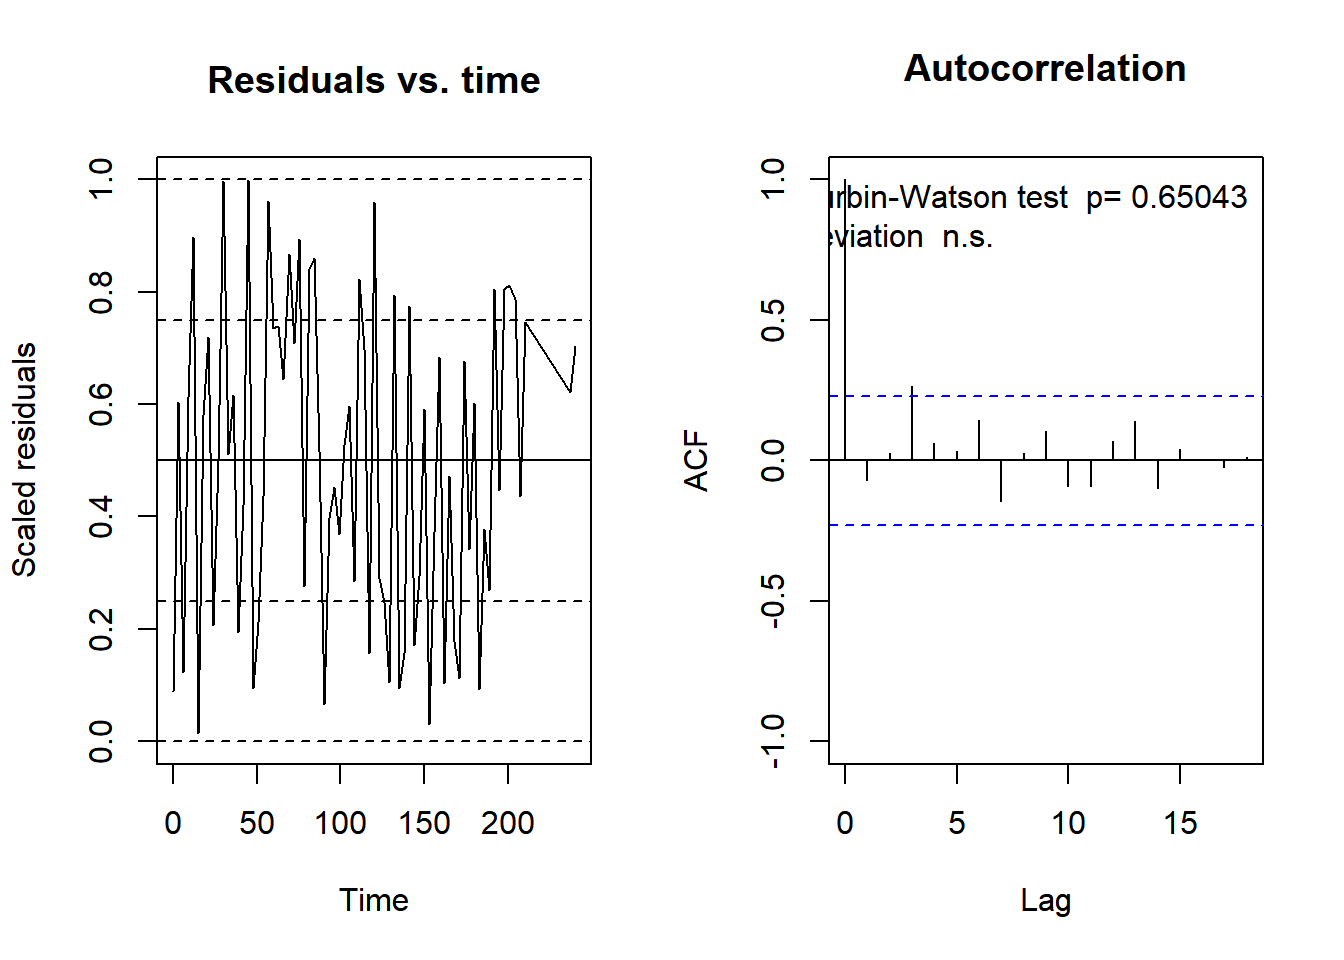 Residuals vs. time
Scaled residuals
1.0
0.8
0.6
0.4
0.2
0.0
0 50 100 150 200
Time
Autocorrelation
urbin-Watson test p= 0.65043
eviation n.s.
ACF
1.0
0.5
0.0
-0.5
-1.0
0 5 10 15
Lag